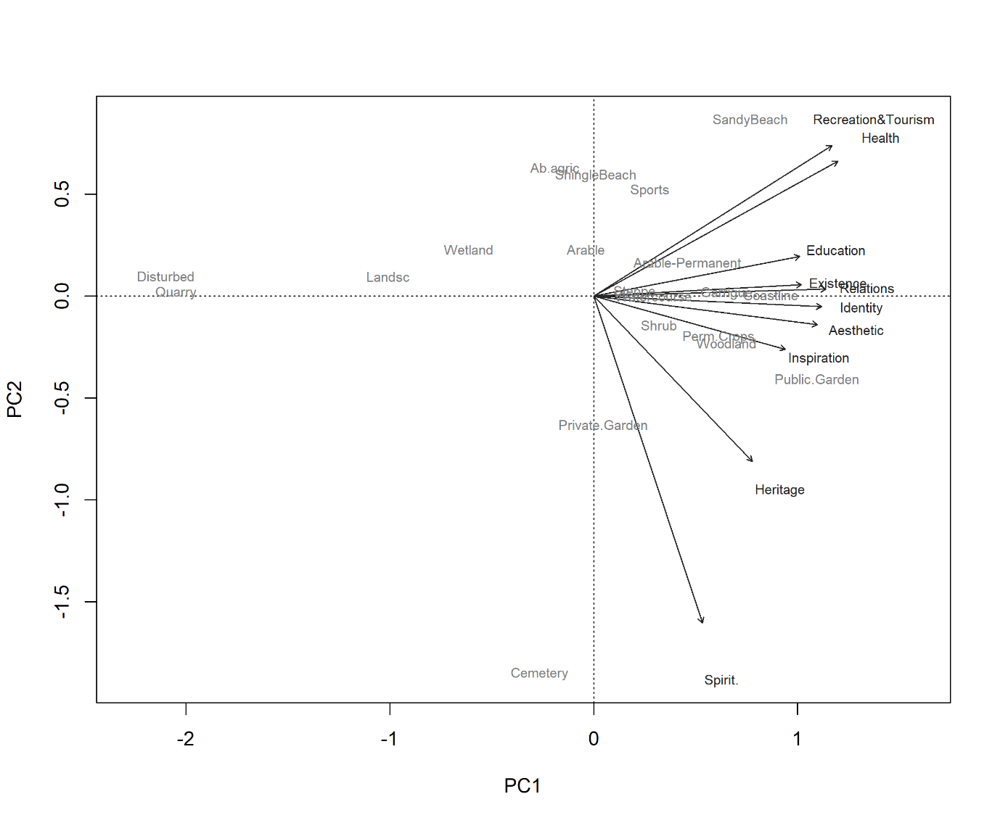 SandyBeach
Recreation&Tourism
Health
Ab.agric
ShingleBeach
Sports
0.5
Wetland
Arable
Education
Arable-Permanent
Disturbed
Landsc
Existence
Relations
Quarry
Steppe
Garrigue
Coastline
0.0
Identity
Shrub
Aesthetic
Perm.Crops
Woodland
Inspiration
Public.Garden
-0.5
PC2
Private.Garden
Heritage
-1.0
-1.5
Cemetery
Spirit.
-2
-1
0
1
PC1